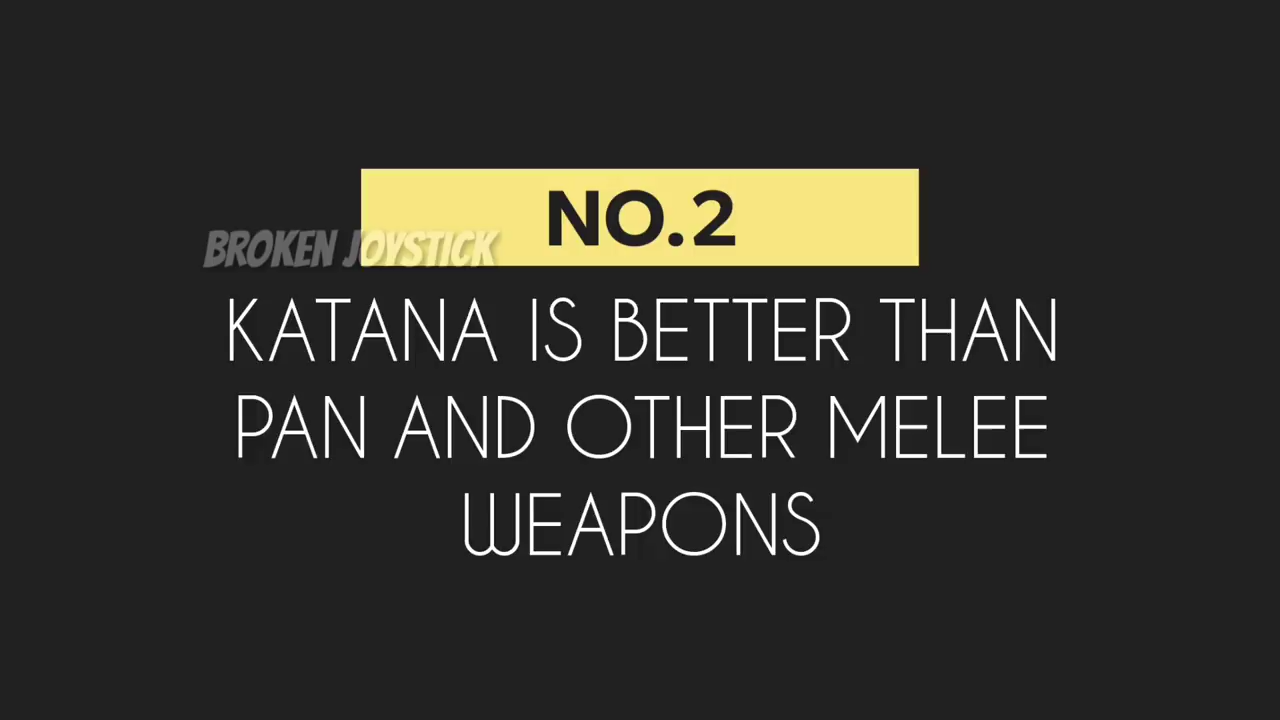 NO.2
BROKEN JOYSTICK
KATANA IS BETTER THAN
PAN AND OTHER MELEE
WEAPONS